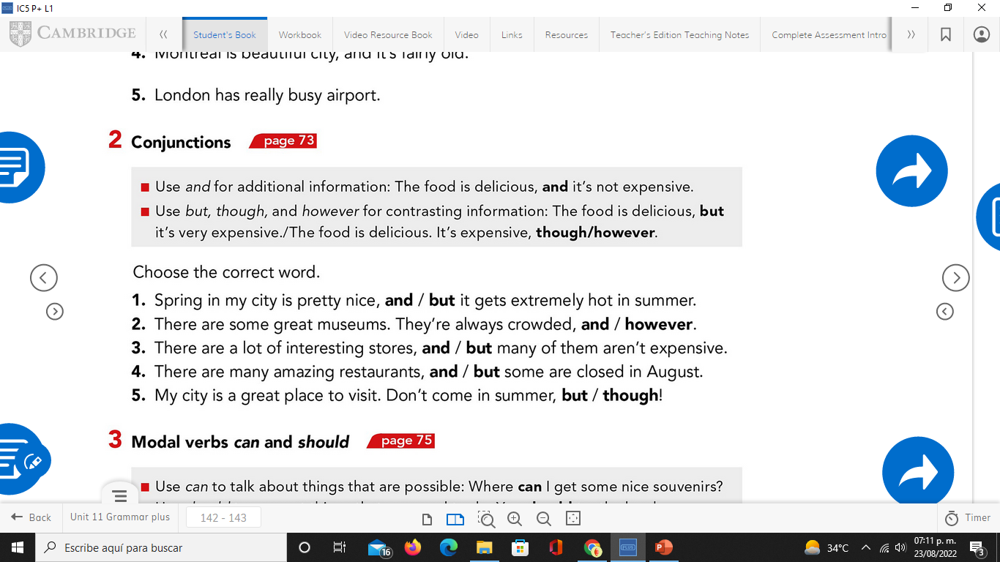 IC5 P+ L1
CAMBRIDGE
Student's Book
Workbook
Video Resource Book
Video
Links
Resources
Teacher's Edition Teaching Notes
Complete Assessment Intro
4. Montreal is beautiful city, and it's fairly old.
5. London has really busy airport.
2 Conjunctions page 73
Use and for additional information: The food is delicious, and it's not expensive.
Use but, though, and however for contrasting information: The food is delicious, but
it's very expensive./The food is delicious. It's expensive, though/however.
Choose the correct word.
1. Spring in my city is pretty nice, and / but it gets extremely hot in summer.
2. There are some great museums. They're always crowded, and / however.
3. There are a lot of interesting stores, and / but many of them aren't expensive.
4. There are many amazing restaurants, and / but some are closed in August.
5. My city is a great place to visit. Don't come in summer, but / though!
3 Modal verbs can and should page 75
Use can to talk about things that are possible: Where can I get some nice souvenirs?
Back
Unit 11 Grammar plus
142 - 143
Timer
Escribe aquí para buscar
16
PLUS
34°C
07:11 p. m.
23/08/2022
3